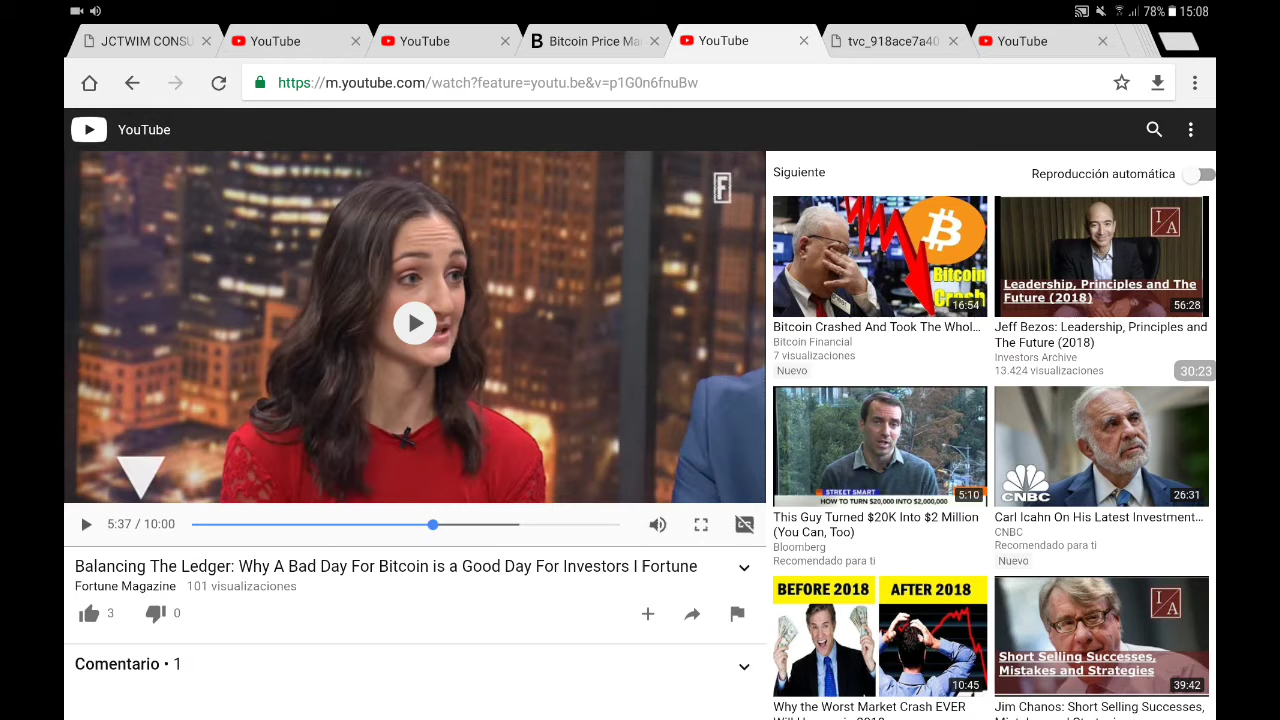 78% 15:08
JCTWIM CONSU
YouTube
YouTube
Bitcoin Price Ma
YouTube
tvc_918ace7a40
YouTube
https://m.youtube.com/watch?feature=youtu.be&v=p1G0n6fnuBw
YouTube
F
5:37 / 10:00
Balancing The Ledger: Why A Bad Day For Bitcoin is a Good Day For Investors I Fortune
Fortune Magazine 101 visualizaciones
3 0
Comentario • 1
Siguiente
Reproducción automática
Bitcoin
Crash
16:54
Bitcoin Crashed And Took The Whol...
Bitcoin Financial
7 visualizaciones
Nuevo
I/A
Leadership, Principles and The
Future (2018)
56:28
Jeff Bezos: Leadership, Principles and
The Future (2018)
Investors Archive
13.424 visualizaciones
30:23
STREET SMART
HOW TO TURN $20,000 INTO $2,000,000
5:10
This Guy Turned $20K Into $2 Million
(You Can, Too)
Bloomberg
Recomendado para ti
CNBC
26:31
Carl Icahn On His Latest Investment...
CNBC
Recomendado para ti
Nuevo
BEFORE 2018 AFTER 2018
10:45
Why the Worst Market Crash EVER
I/A
Short Selling Successes,
Mistakes and Strategies
39:42
Jim Chanos: Short Selling Successes,